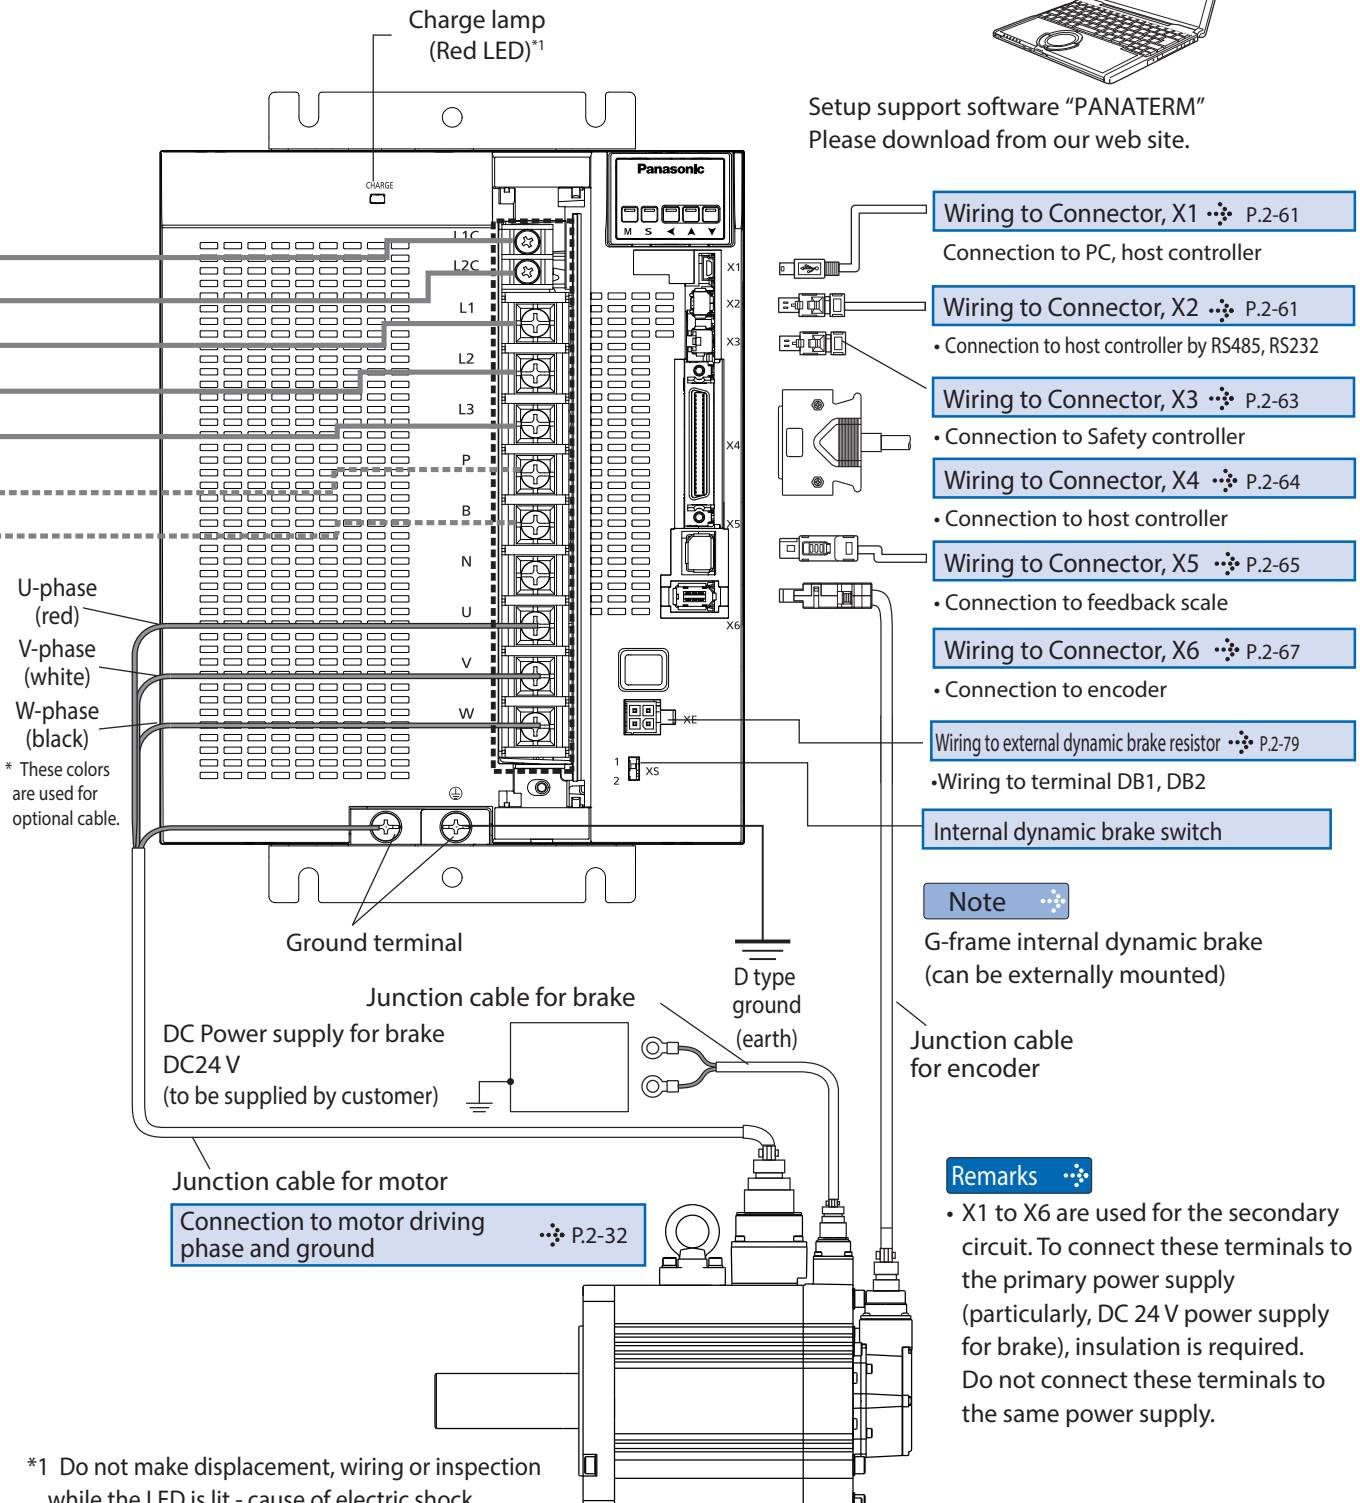 Charge lamp
(Red LED)*1
Setup support software “PANATERM”
Please download from our web site.
CHARGE
Panasonic
M S
L1C
L2C
L1
L2
L3
P
B
N
U
V
W
X1
X2
X3
X4
X5
X6
XE
1
2
XS
Wiring to Connector, X1 P.2-61
Connection to PC, host controller
Wiring to Connector, X2 P.2-61
• Connection to host controller by RS485, RS232
Wiring to Connector, X3 P.2-63
• Connection to Safety controller
Wiring to Connector, X4 P.2-64
• Connection to host controller
Wiring to Connector, X5 P.2-65
• Connection to feedback scale
Wiring to Connector, X6 P.2-67
• Connection to encoder
Wiring to external dynamic brake resistor P.2-79
•Wiring to terminal DB1, DB2
Internal dynamic brake switch
Note
G-frame internal dynamic brake
(can be externally mounted)
U-phase
(red)
V-phase
(white)
W-phase
(black)
* These colors
are used for
optional cable.
Ground terminal
D type
ground
(earth)
Junction cable for brake
DC Power supply for brake
DC24 V
(to be supplied by customer)
Junction cable
for encoder
Junction cable for motor
Connection to motor driving
phase and ground P.2-32
Remarks
• X1 to X6 are used for the secondary
circuit. To connect these terminals to
the primary power supply
(particularly, DC 24 V power supply
for brake), insulation is required.
Do not connect these terminals to
the same power supply.
*1 Do not make displacement, wiring or inspection
while the LED is lit - cause of electric shock